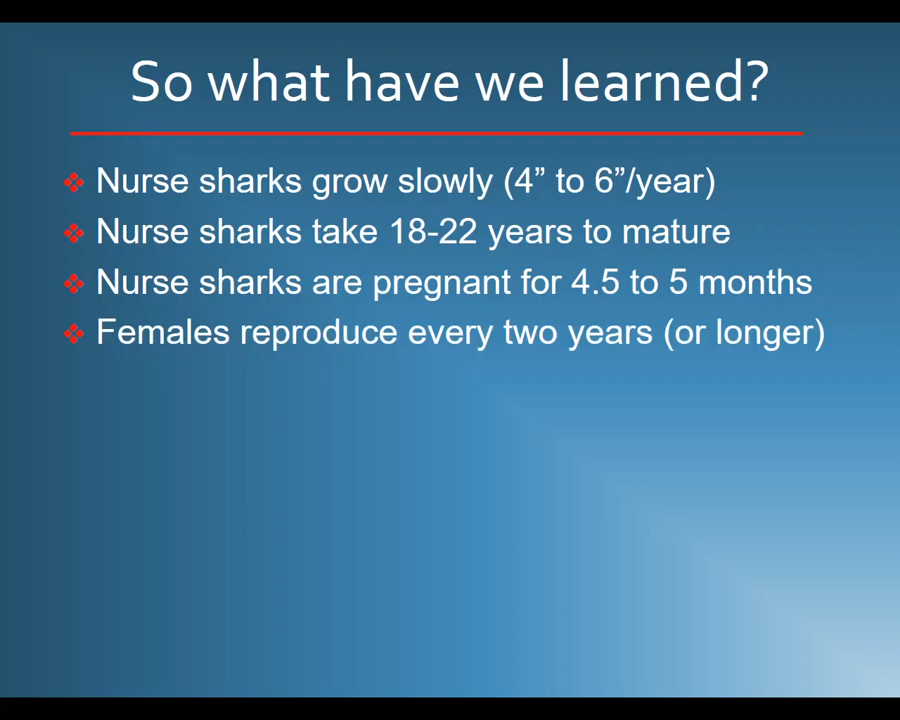 So what have we learned?
❖ Nurse sharks grow slowly (4” to 6”/year)
❖ Nurse sharks take 18-22 years to mature
❖ Nurse sharks are pregnant for 4.5 to 5 months
❖ Females reproduce every two years (or longer)